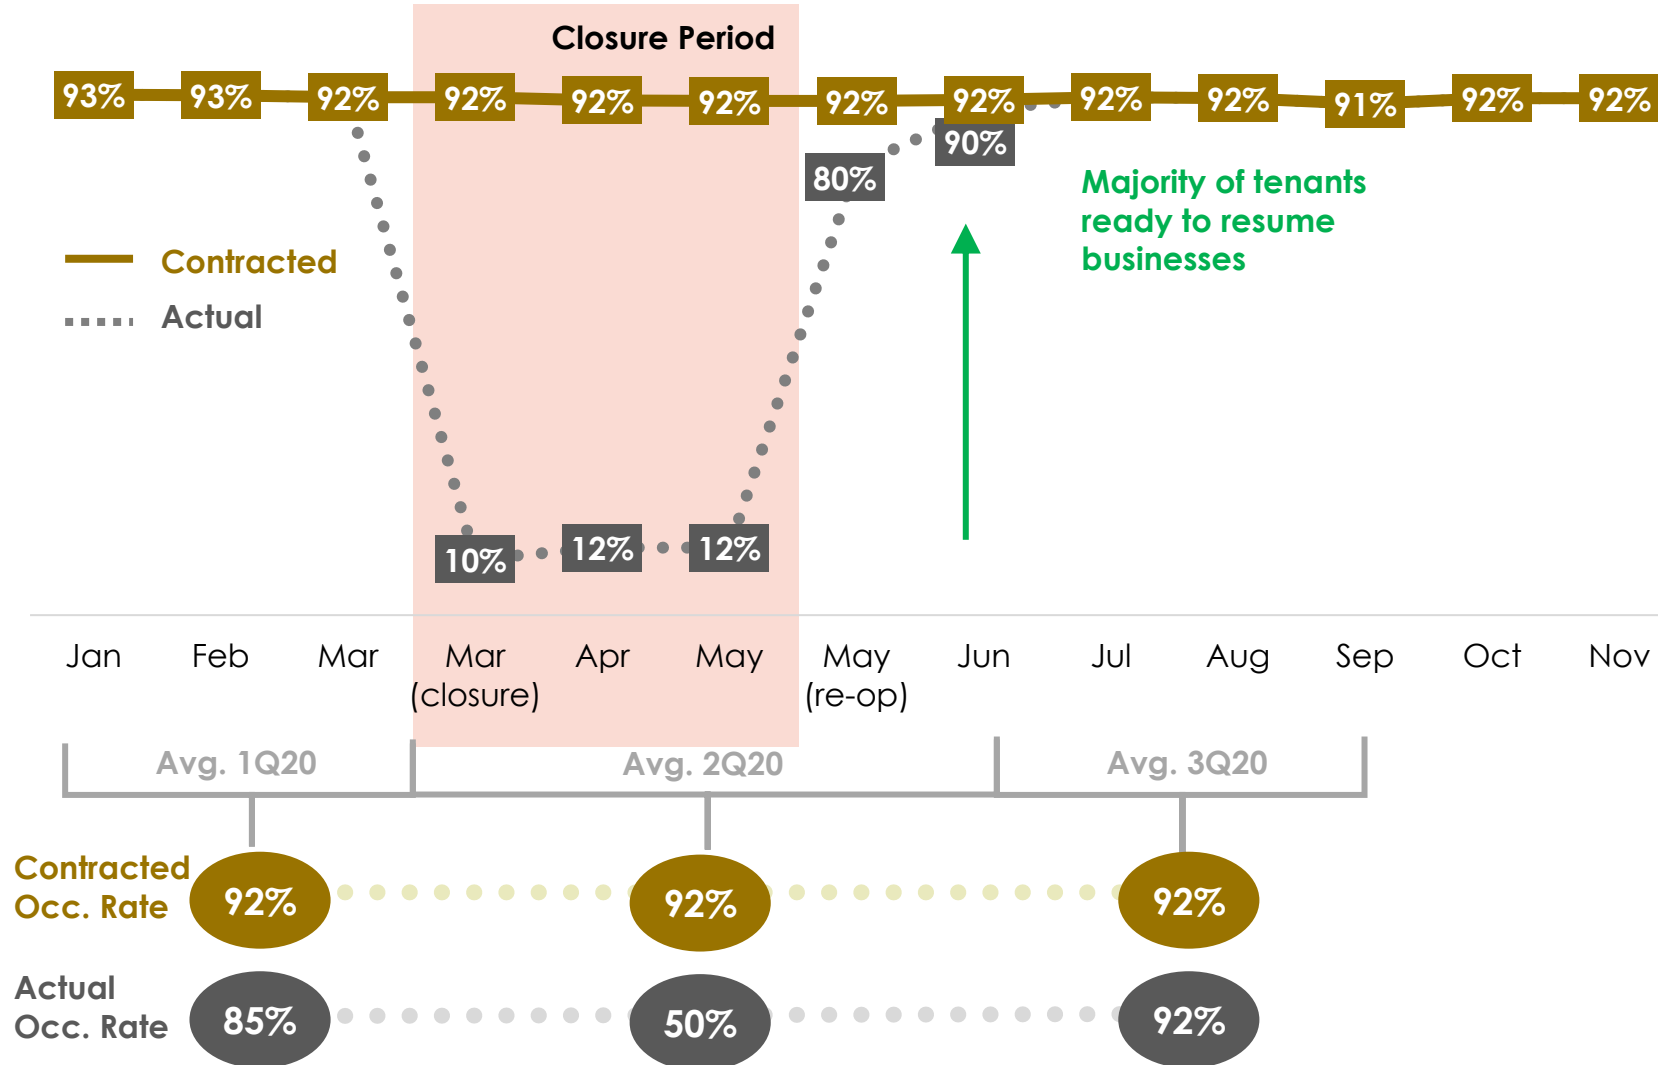 Closure Period
93% 93% 92% 92% 92% 92% 92% 92% 92% 92% 91% 92% 92%
90%
80%
Majority of tenants
ready to resume
businesses
Contracted
Actual
10% 12% 12%
Jan Feb Mar Mar Apr May May Jun Jul Aug Sep Oct Nov
(closure) (re-op)
Avg. 1Q20 Avg. 2Q20 Avg. 3Q20
Contracted
Occ. Rate
92% 92% 92%
Actual
Occ. Rate
85% 50% 92%